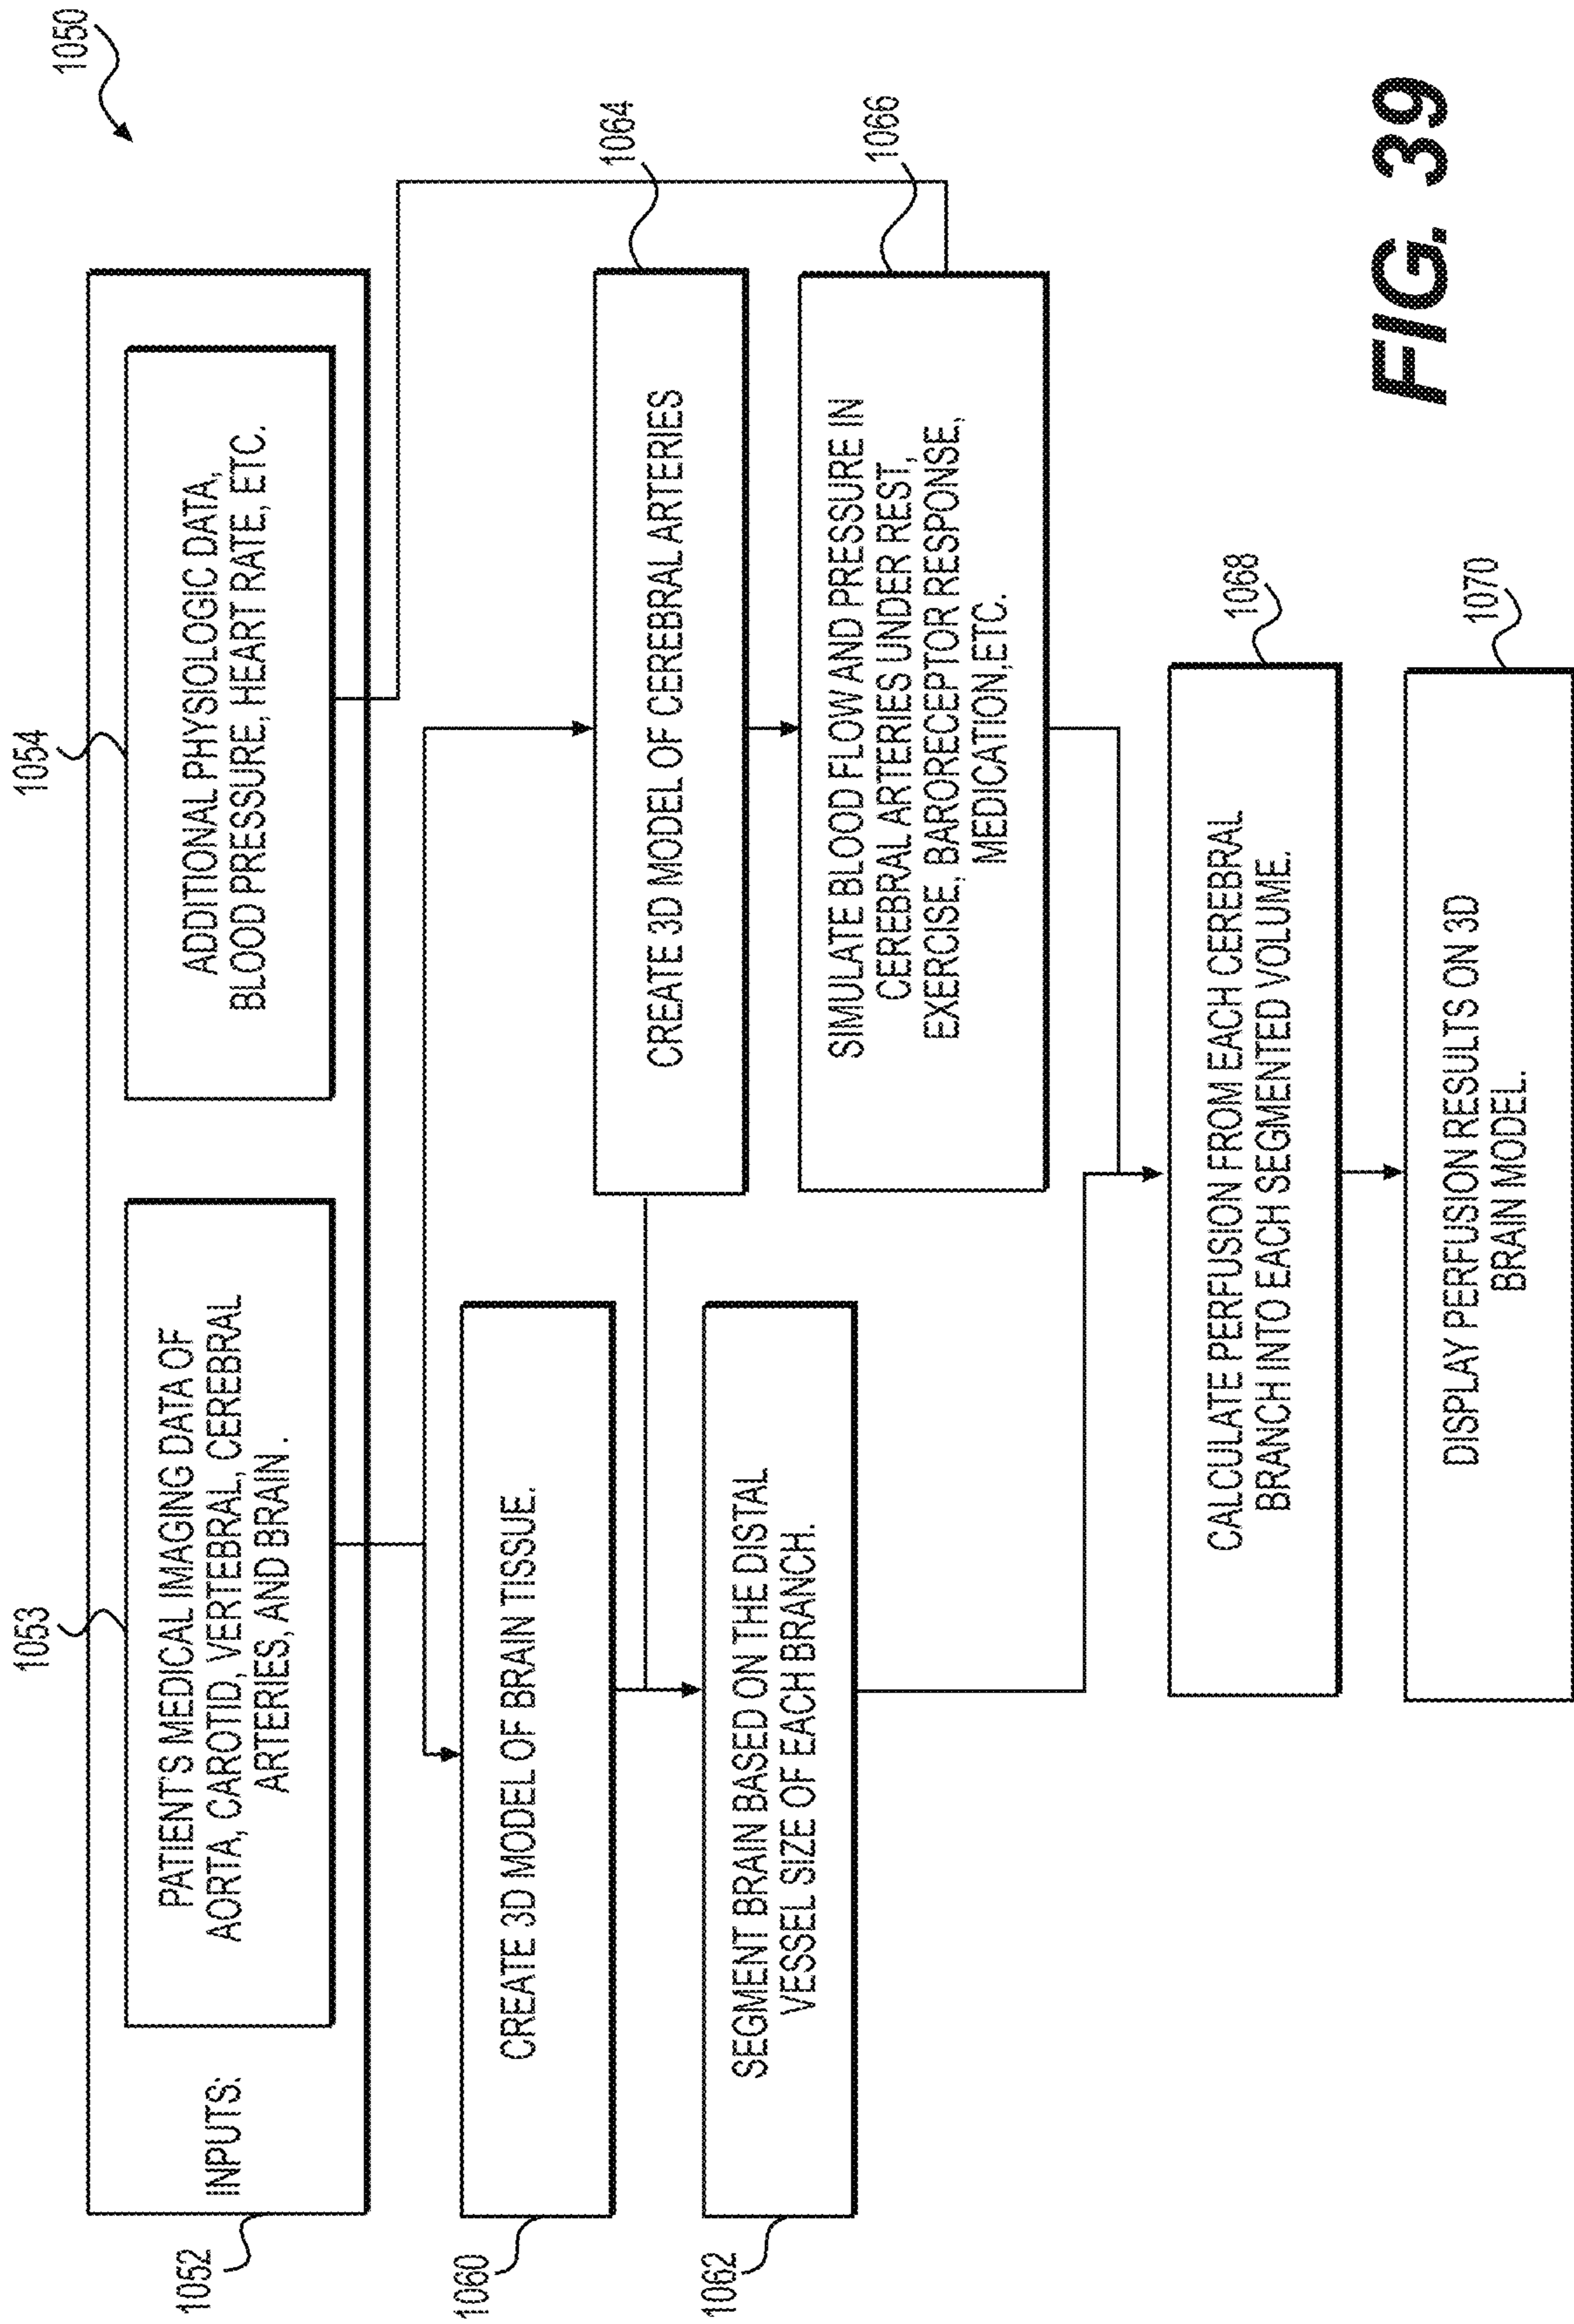 1050
1054
1053
1052
INPUTS:
PATIENT'S MEDICAL IMAGING DATA OF
AORTA, CAROTID, VERTEBRAL, CEREBRAL
ARTERIES, AND BRAIN .
ADDITIONAL PHYSIOLOGIC DATA,
BLOOD PRESSURE, HEART RATE, ETC.
1060
CREATE 3D MODEL OF BRAIN TISSUE.
1064
CREATE 3D MODEL OF CEREBRAL ARTERIES
1062
SEGMENT BRAIN BASED ON THE DISTAL
VESSEL SIZE OF EACH BRANCH.
1066
SIMULATE BLOOD FLOW AND PRESSURE IN
CEREBRAL ARTERIES UNDER REST,
EXERCISE, BARORECEPTOR RESPONSE,
MEDICATION,ETC.
1068
CALCULATE PERFUSION FROM EACH CEREBRAL
BRANCH INTO EACH SEGMENTED VOLUME.
1070
DISPLAY PERFUSION RESULTS ON 3D
BRAIN MODEL.
FIG. 39